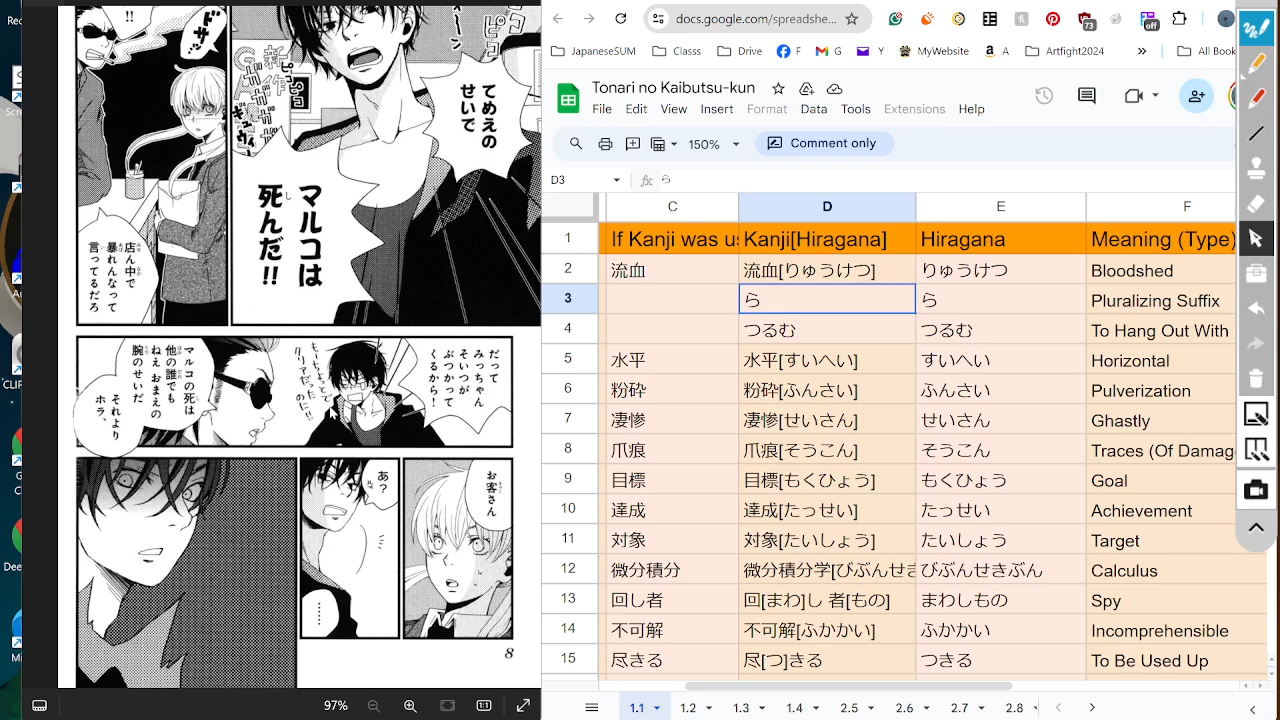 ドサッ
!!
ピコ
ピコ
新作
ピコピコ
ガガガガ
ギュウィ
てめえの
せいで
マルコは
死んだ!!
店ん中で
暴れんなって
言ってるだろ
だって
みっちゃん
そいつが
ぶつかって
くるから!
もーちょっとで
クリアだった
のに!!
マルコの死は
他の誰でも
ねえ おまえの
腕のせいだ
それより
ホラ、
お客さん
あ?
……
8
97%
1:1
docs.google.com/spreadshe...
73
off
JapaneseSUM
Classs
Drive
F
G
Y
MyWebsite
A
Artfight2024
»
All Book
Tonari no Kaibutsu-kun
File Edit View Insert Format Data Tools Extensions Help
150%
Comment only
D3
fx ら
C D E F
1 If Kanji was us Kanji[Hiragana] Hiragana Meaning (Type)
2 流血 流血[りゅうけつ] りゅうけつ Bloodshed
3 ら ら Pluralizing Suffix
4 つるむ つるむ To Hang Out With
5 水平 水平[すいへい] すいへい Horizontal
6 粉砕 粉砕[ふんさい] ふんさい Pulverization
7 凄惨 凄惨[せいさん] せいさん Ghastly
8 爪痕 爪痕[そうこん] そうこん Traces (Of Damag
9 目標 目標[もくひょう] もくひょう Goal
10 達成 達成[たっせい] たっせい Achievement
11 対象 対象[たいしょう] たいしょう Target
12 微分積分 微分積分学[びぶんせき びぶんせきぶん Calculus
13 回し者 回[まわ]し 者[もの] まわしもの Spy
14 不可解 不可解[ふかかい] ふかかい Incomprehensible
15 尽きる 尽[つ]きる つきる To Be Used Up
1.1 1.2 1.3 1.4 2.5 2.6 2.7 2.8